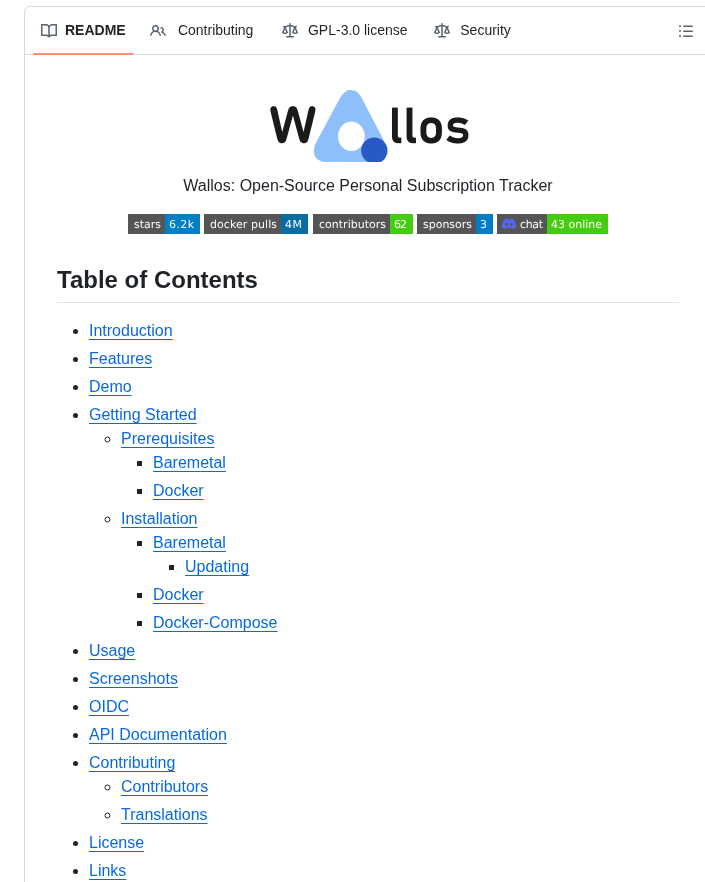 README
Contributing
GPL-3.0 license
Security
Wallos
Wallos: Open-Source Personal Subscription Tracker
stars 6.2k docker pulls 4M contributors 62 sponsors 3 chat 43 online
Table of Contents
Introduction
Features
Demo
Getting Started
Prerequisites
Baremetal
Docker
Installation
Baremetal
Updating
Docker
Docker-Compose
Usage
Screenshots
OIDC
API Documentation
Contributing
Contributors
Translations
License
Links